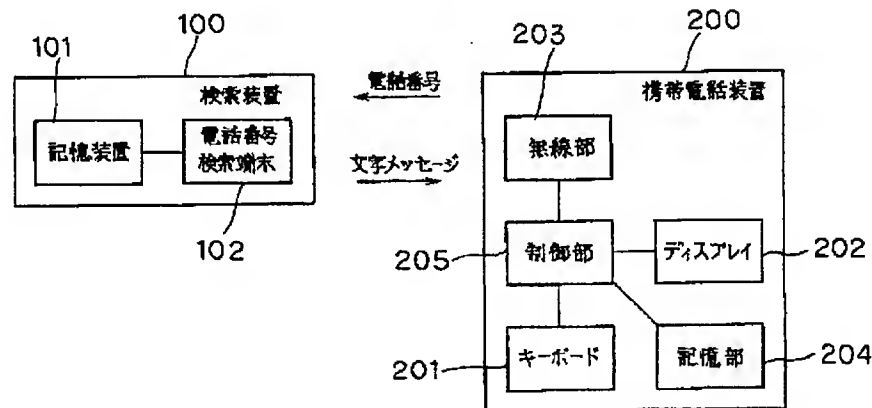 100
101
検索装置
記憶装置
電話番号
検索端末
102
電話番号
文字メッセージ
200
203
携帯電話装置
無線部
205
制御部
ディスプレイ
202
201
キーボード
記憶部
204